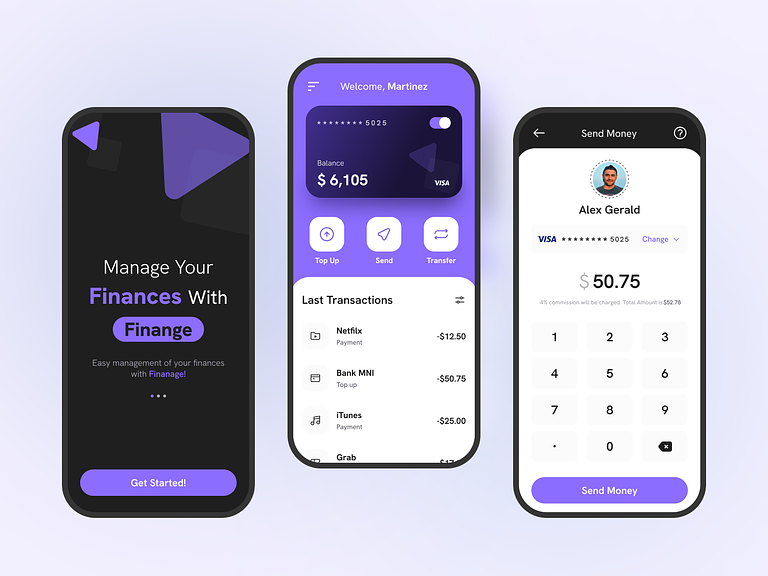 Manage Your
Finances With
Finange
Easy management of your finances
with Finanage!
Get Started!
Welcome, Martinez
******** 5025
Balance
$ 6,105
VISA
Top Up
Send
Transfer
Last Transactions
Netfilx
Payment
-$12.50
Bank MNI
Top up
-$50.75
iTunes
Payment
-$25.00
Grab
Send Money
Alex Gerald
VISA ******** 5025 Change
$ 50.75
4% commission will be charged. Total Amount is $52.78
1 2 3
4 5 6
7 8 9
. 0
Send Money